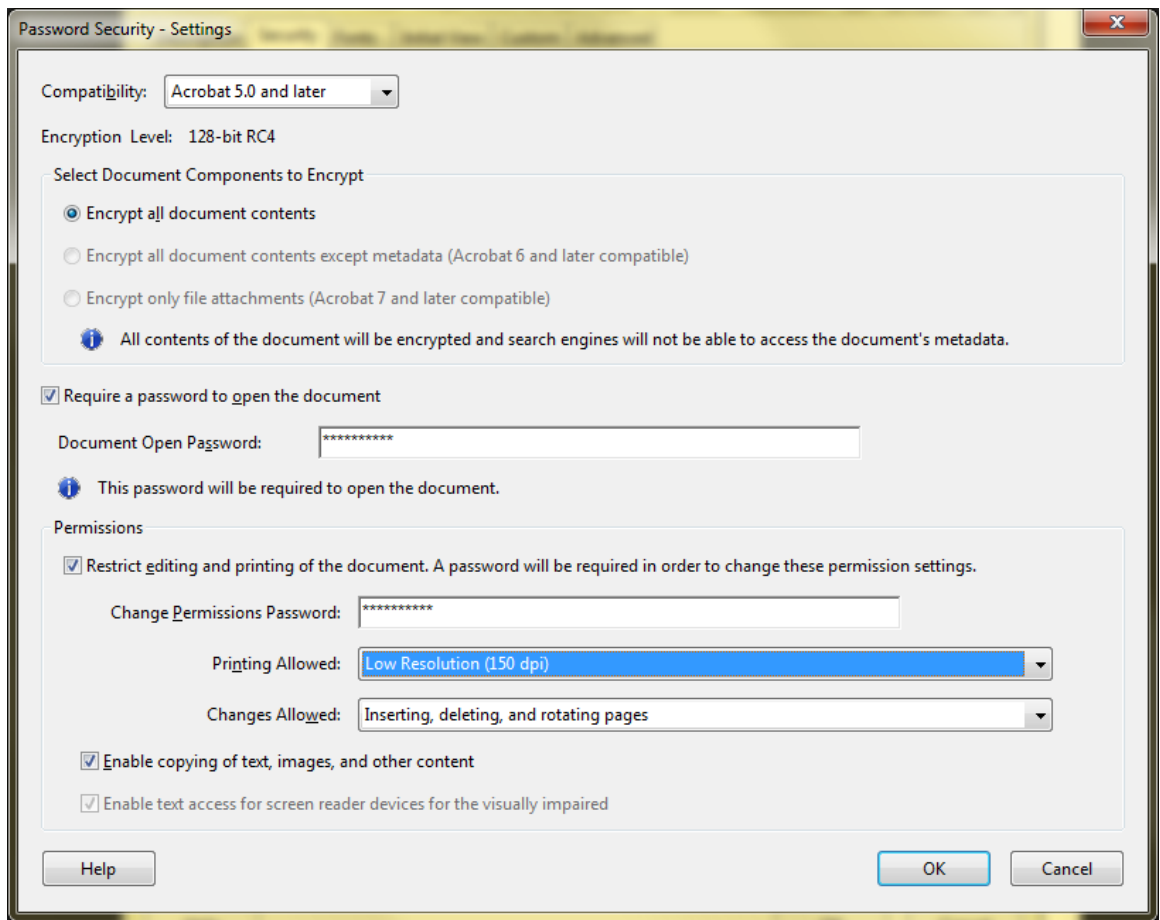 Password Security - Settings
Compatibility: Acrobat 5.0 and later
Encryption Level: 128-bit RC4
Select Document Components to Encrypt
Encrypt all document contents
Encrypt all document contents except metadata (Acrobat 6 and later compatible)
Encrypt only file attachments (Acrobat 7 and later compatible)
All contents of the document will be encrypted and search engines will not be able to access the document's metadata.
Require a password to open the document
Document Open Password: **********
This password will be required to open the document.
Permissions
Restrict editing and printing of the document. A password will be required in order to change these permission settings.
Change Permissions Password: **********
Printing Allowed: Low Resolution (150 dpi)
Changes Allowed: Inserting, deleting, and rotating pages
Enable copying of text, images, and other content
Enable text access for screen reader devices for the visually impaired
Help OK Cancel